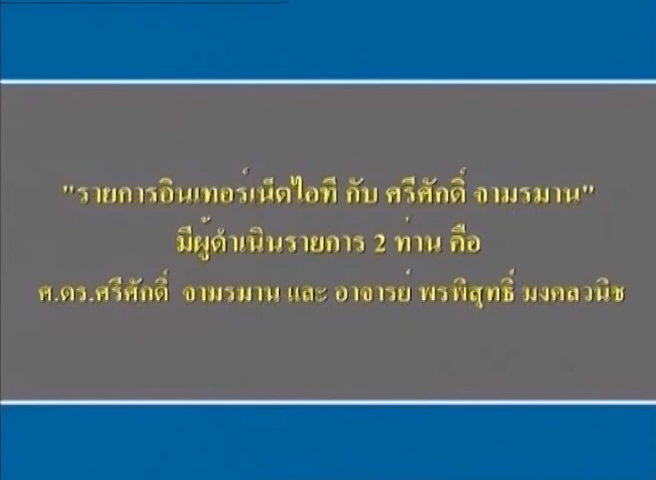 "รายการอินเทอร์เน็ตไอที กับ ศรีศักดิ์ จามรมาน"
มีผู้ดำเนินรายการ 2 ท่าน คือ
ศ.ดร.ศรีศักดิ์ จามรมาน และ อาจารย์ พรพิสุทธิ์ มงคลวนิช